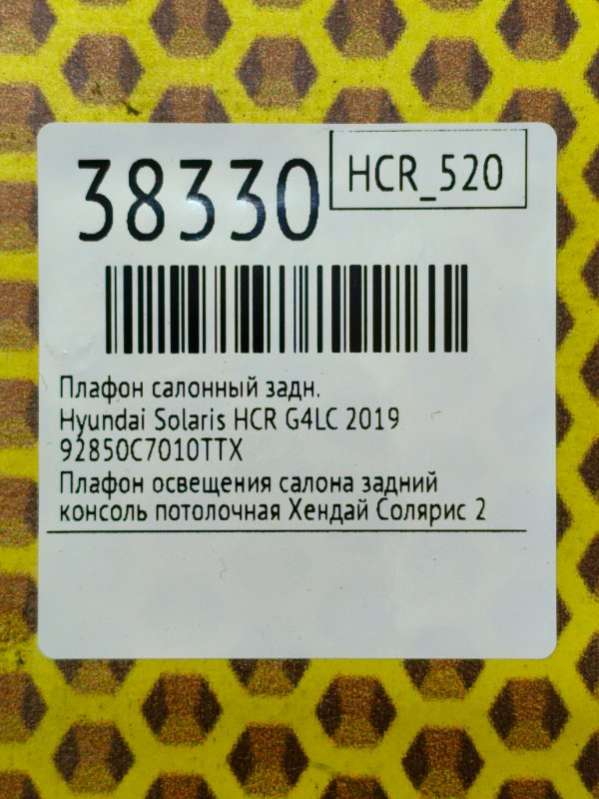 38330
HCR_520
Плафон салонный задн.
Hyundai Solaris HCR G4LC 2019
92850C7010TTX
Плафон освещения салона задний
консоль потолочная Хендай Солярис 2